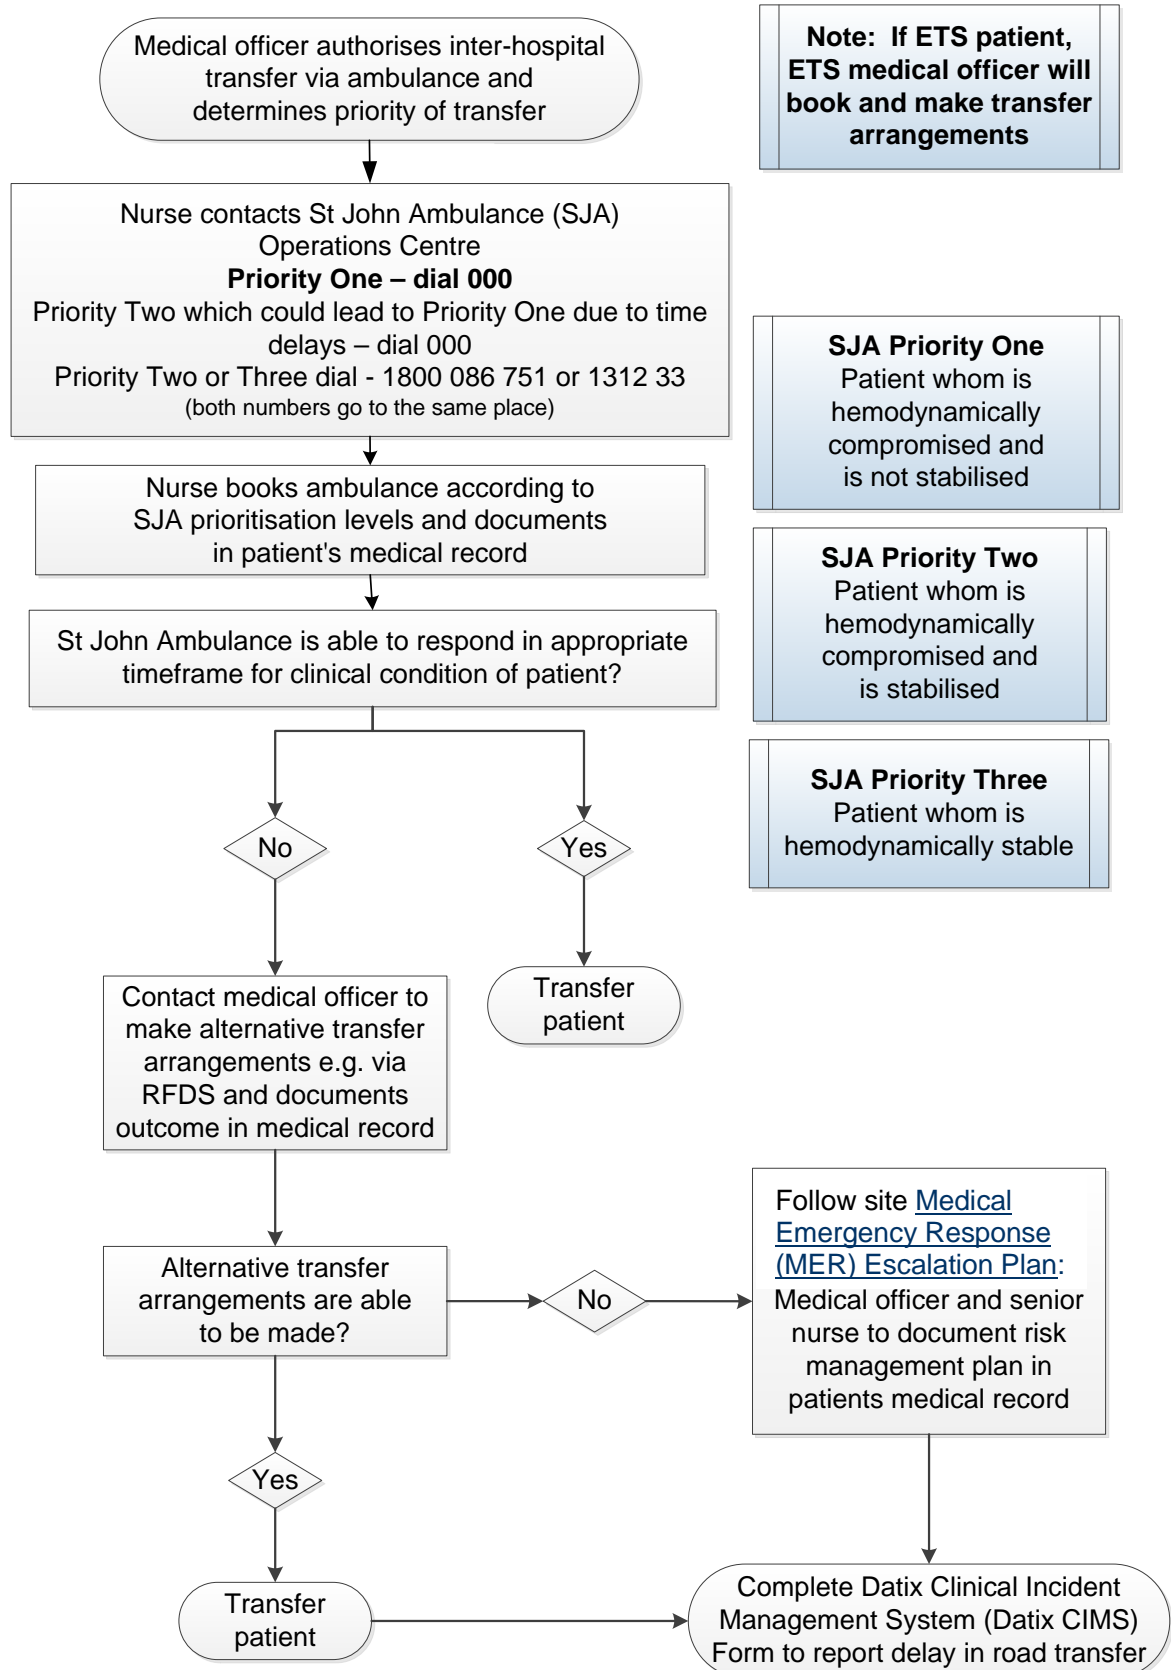 Medical officer authorises inter-hospital
transfer via ambulance and
determines priority of transfer
Note:  If ETS patient,
ETS medical officer will
book and make transfer
arrangements
Nurse contacts St John Ambulance (SJA)
Operations Centre
Priority One – dial 000
Priority Two which could lead to Priority One due to time
delays – dial 000
Priority Two or Three dial - 1800 086 751 or 1312 33
(both numbers go to the same place)
SJA Priority One
Patient whom is
hemodynamically
compromised and
is not stabilised
Nurse books ambulance according to
SJA prioritisation levels and documents
in patient's medical record
SJA Priority Two
Patient whom is
hemodynamically
compromised and
is stabilised
St John Ambulance is able to respond in appropriate
timeframe for clinical condition of patient?
SJA Priority Three
Patient whom is
hemodynamically stable
No
Yes
Transfer
patient
Contact medical officer to
make alternative transfer
arrangements e.g. via
RFDS and documents
outcome in medical record
Alternative transfer
arrangements are able
to be made?
No
Follow site Medical
Emergency Response
(MER) Escalation Plan:
Medical officer and senior
nurse to document risk
management plan in
patients medical record
Yes
Transfer
patient
Complete Datix Clinical Incident
Management System (Datix CIMS)
Form to report delay in road transfer